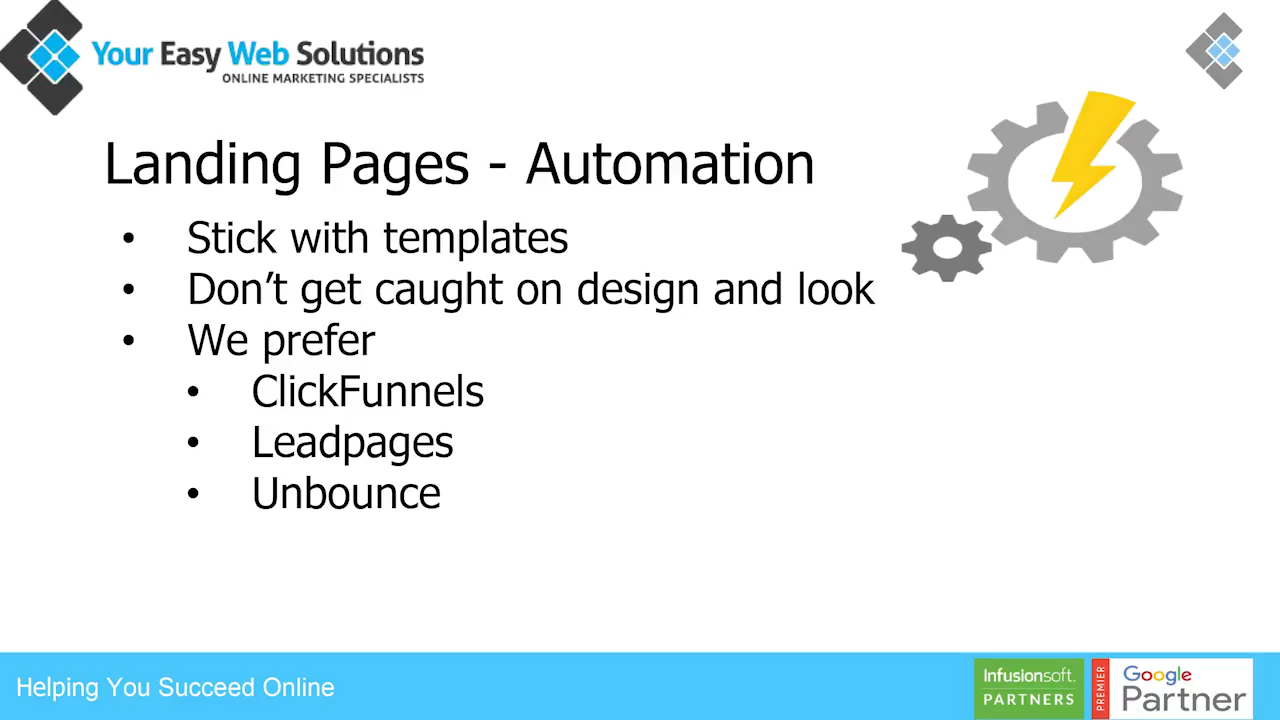 Your Easy Web Solutions
ONLINE MARKETING SPECIALISTS
Landing Pages - Automation
• Stick with templates
• Don’t get caught on design and look
• We prefer
• ClickFunnels
• Leadpages
• Unbounce
Helping You Succeed Online
Infusionsoft.
PARTNERS
PREMIER
Google
Partner